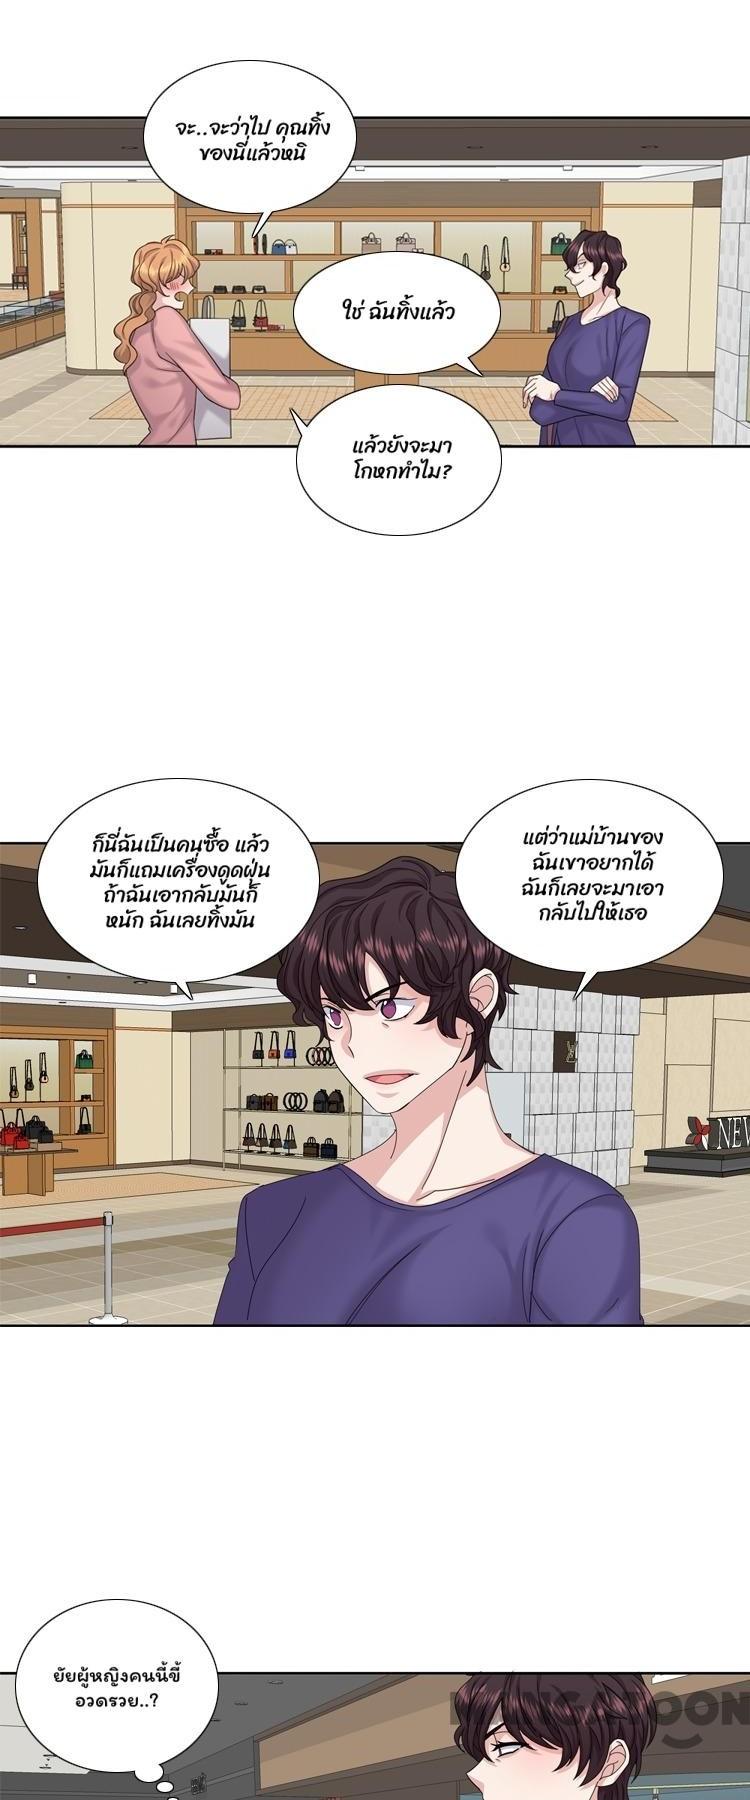 จะ..จะว่าไป คุณทิ้ง
ของนี่แล้วหนิ
ใช่ ฉันทิ้งแล้ว
แล้วยังจะมา
โกหกทำไม?
ก็นี่ฉันเป็นคนซื้อ แล้ว
มันก็แถมเครื่องดูดฝุ่น
ถ้าฉันเอากลับมันก็
หนัก ฉันเลยทิ้งมัน
แต่ว่าแม่บ้านของ
ฉันเขาอยากได้
ฉันก็เลยจะมาเอา
กลับไปให้เธอ
NEW
ยัยผู้หญิงคนนี้ขี้
อวดรวย..?
MANGATOON